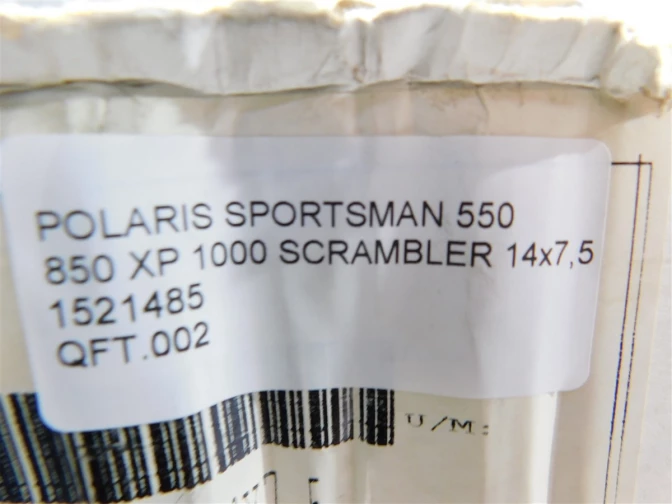 POLARIS SPORTSMAN 550
850 XP 1000 SCRAMBLER 14x7,5
1521485
QFT.002
U/M: